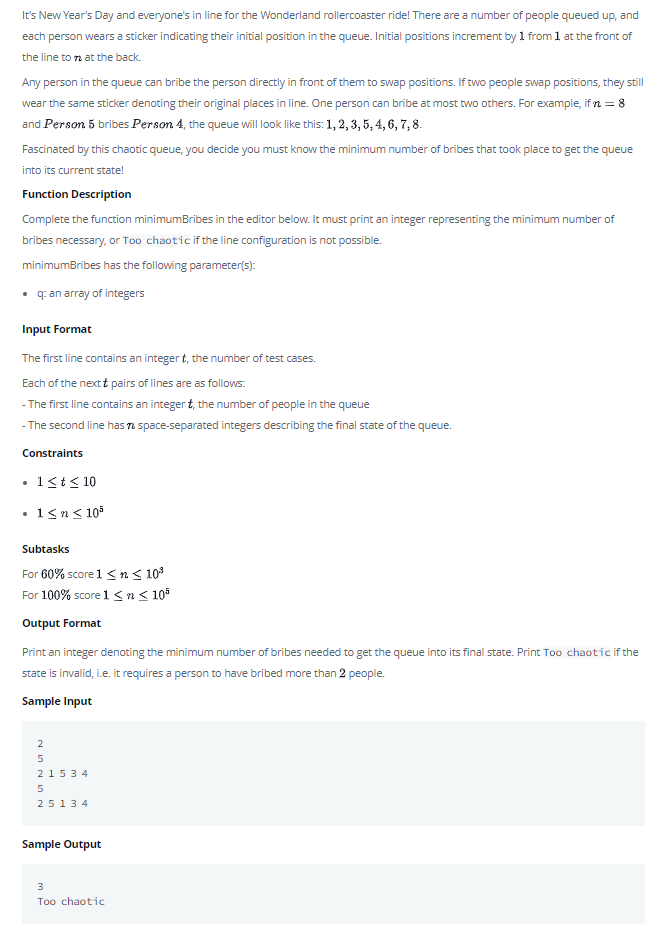 It's New Year's Day and everyone's in line for the Wonderland rollercoaster ride! There are a number of people queued up, and
each person wears a sticker indicating their initial position in the queue. Initial positions increment by 1 from 1 at the front of
the line to n at the back.
Any person in the queue can bribe the person directly in front of them to swap positions. If two people swap positions, they still
wear the same sticker denoting their original places in line. One person can bribe at most two others. For example, if n = 8
and Person 5 bribes Person 4, the queue will look like this: 1, 2, 3, 5, 4, 6, 7, 8.
Fascinated by this chaotic queue, you decide you must know the minimum number of bribes that took place to get the queue
into its current state!
Function Description
Complete the function minimumBribes in the editor below. It must print an integer representing the minimum number of
bribes necessary, or Too chaotic if the line configuration is not possible.
minimumBribes has the following parameter(s):
• q: an array of integers
Input Format
The first line contains an integer t, the number of test cases.
Each of the next t pairs of lines are as follows:
- The first line contains an integer t, the number of people in the queue
- The second line has n space-separated integers describing the final state of the queue.
Constraints
• 1 ≤ t ≤ 10
• 1 ≤ n ≤ 10⁵
Subtasks
For 60% score 1 ≤ n ≤ 10³
For 100% score 1 ≤ n ≤ 10⁵
Output Format
Print an integer denoting the minimum number of bribes needed to get the queue into its final state. Print Too chaotic if the
state is invalid, i.e. it requires a person to have bribed more than 2 people.
Sample Input
2
5
2 1 5 3 4
5
2 5 1 3 4
Sample Output
3
Too chaotic